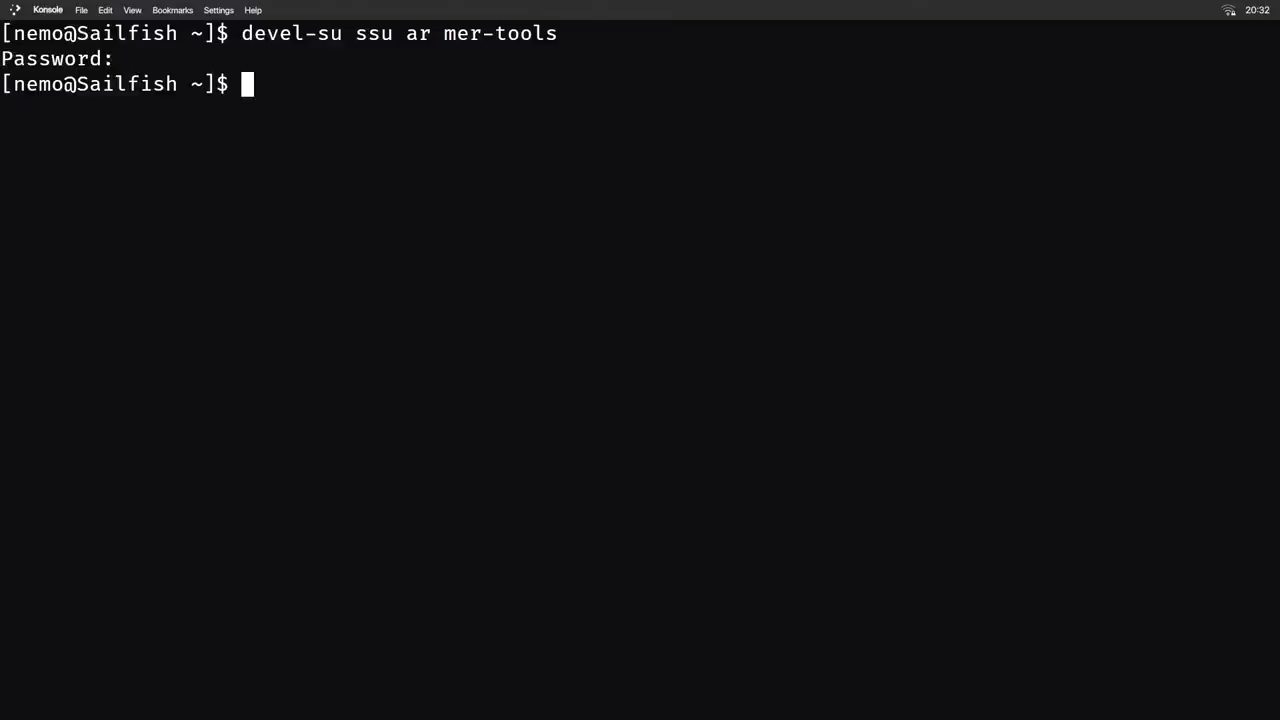 Konsole File Edit View Bookmarks Settings Help 20:32
[nemo@Sailfish ~]$ devel-su ssu ar mer-tools
Password:
[nemo@Sailfish ~]$